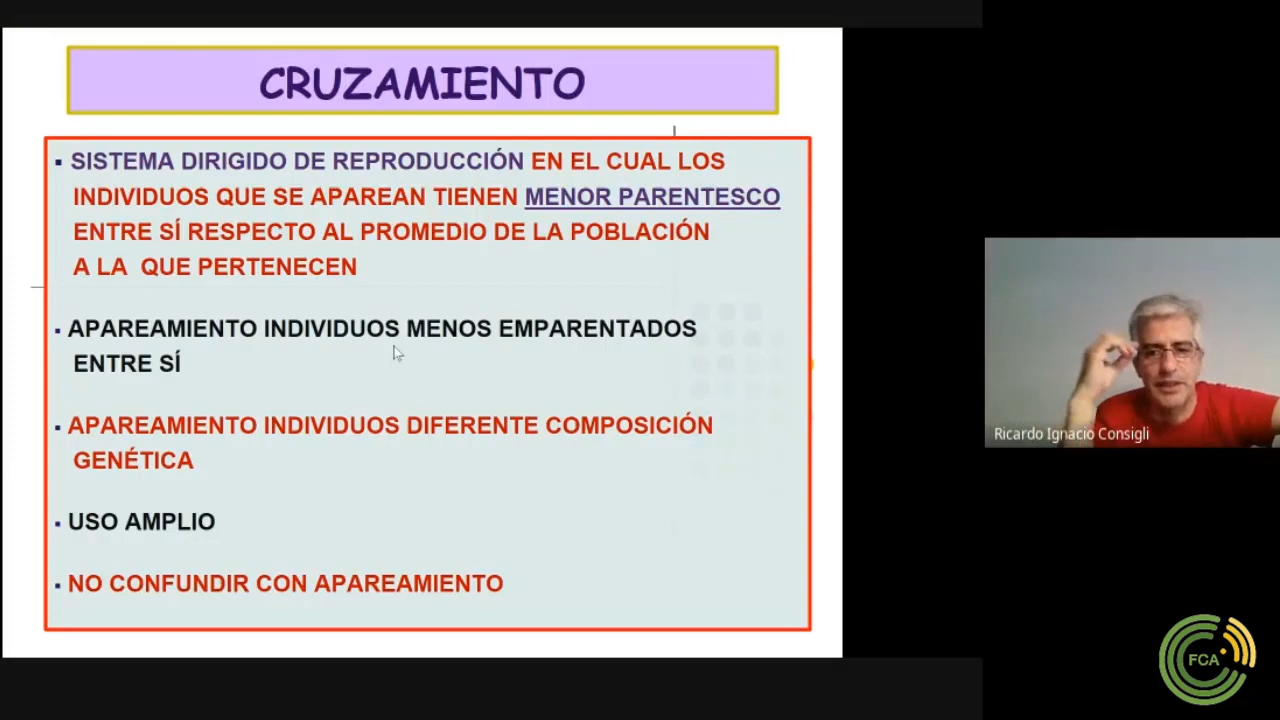 CRUZAMIENTO
▪ SISTEMA DIRIGIDO DE REPRODUCCIÓN EN EL CUAL LOS
INDIVIDUOS QUE SE APAREAN TIENEN MENOR PARENTESCO
ENTRE SÍ RESPECTO AL PROMEDIO DE LA POBLACIÓN
A LA QUE PERTENECEN
▪ APAREAMIENTO INDIVIDUOS MENOS EMPARENTADOS
ENTRE SÍ
▪ APAREAMIENTO INDIVIDUOS DIFERENTE COMPOSICIÓN
GENÉTICA
▪ USO AMPLIO
▪ NO CONFUNDIR CON APAREAMIENTO
Ricardo Ignacio Consigli
FCA